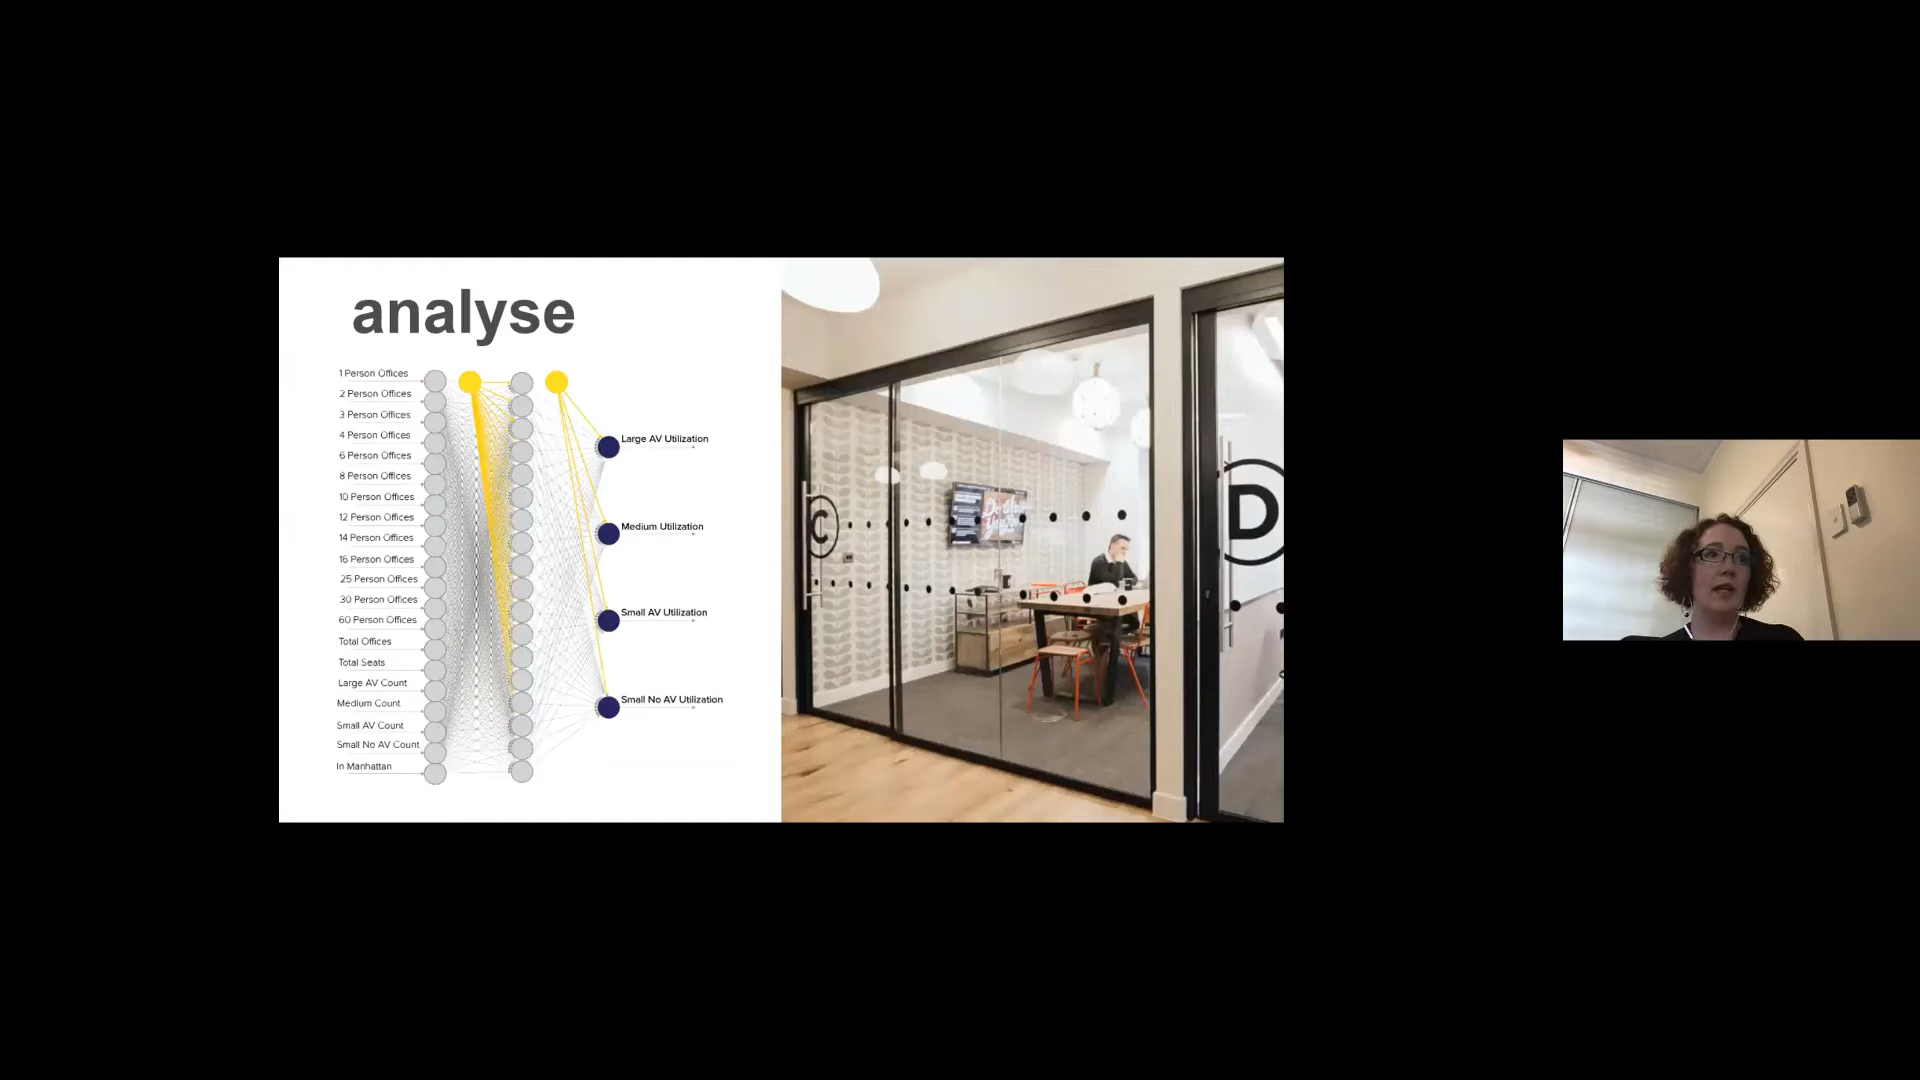 analyse
1 Person Offices
2 Person Offices
3 Person Offices
4 Person Offices
6 Person Offices
8 Person Offices
10 Person Offices
12 Person Offices
14 Person Offices
16 Person Offices
25 Person Offices
30 Person Offices
60 Person Offices
Total Offices
Total Seats
Large AV Count
Medium Count
Small AV Count
Small No AV Count
In Manhattan
Large AV Utilization
Medium Utilization
Small AV Utilization
Small No AV Utilization
C
D